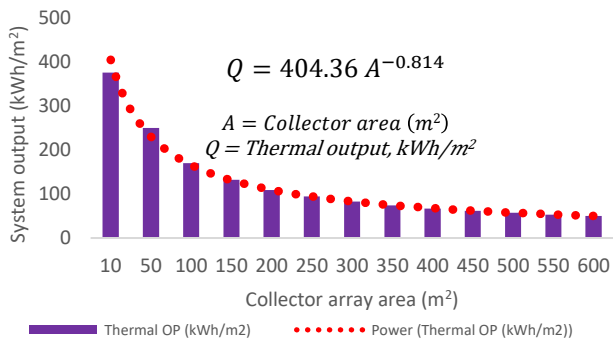 500
400
300
200
100
0
System output (kWh/m²)
Q = 404.36 A^{-0.814}
A = Collector area (m²)
Q = Thermal output, kWh/m²
10 50 100 150 200 250 300 350 400 450 500 550 600
Collector array area (m²)
Thermal OP (kWh/m2) Power (Thermal OP (kWh/m2))